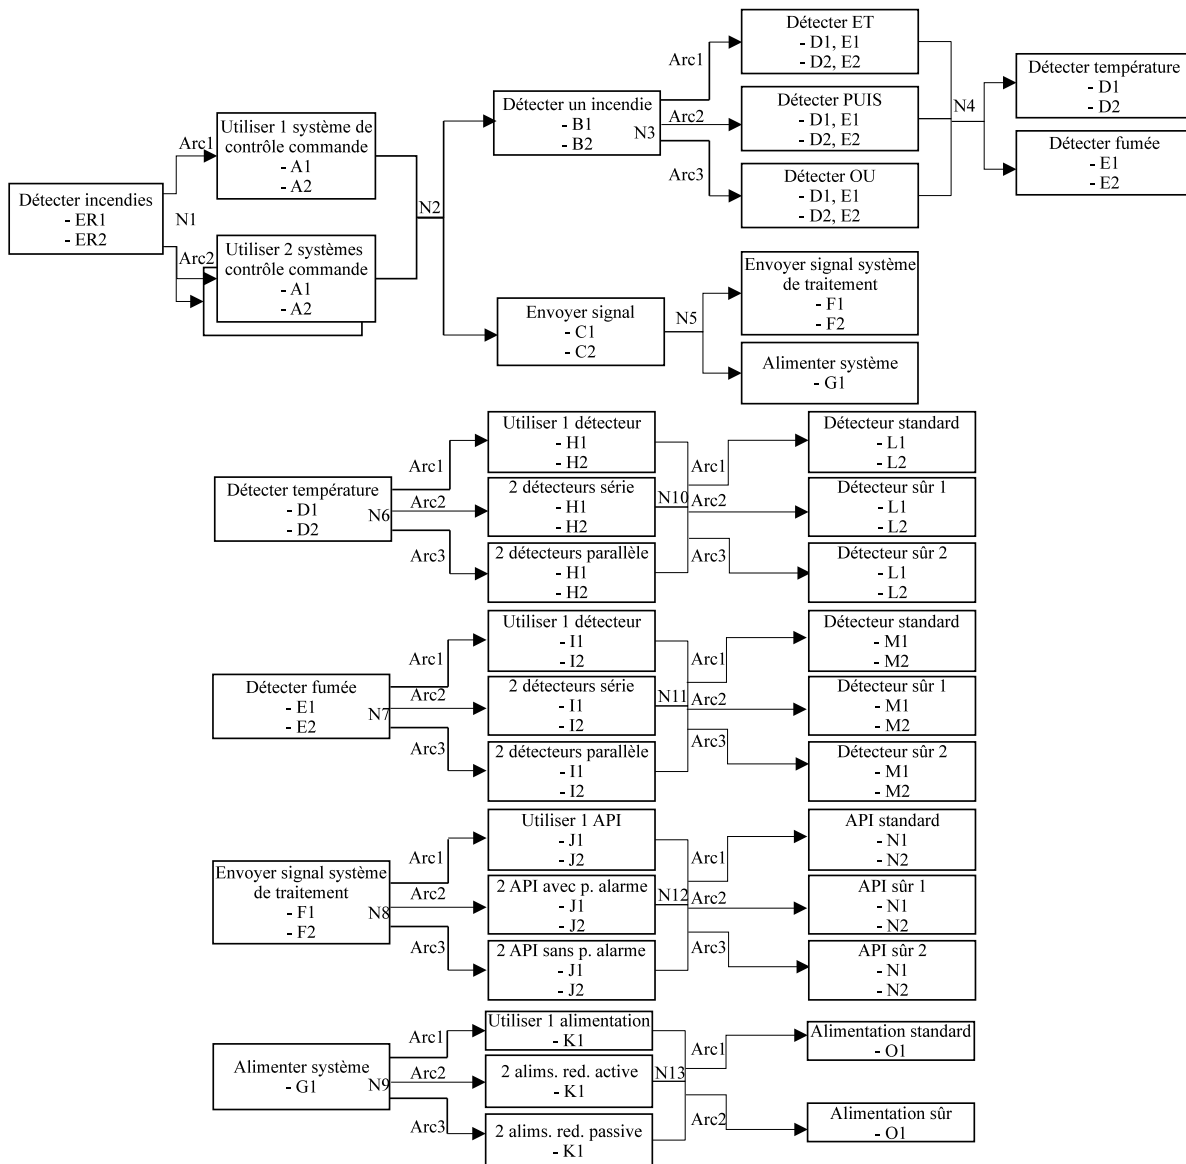 Détecter incendies
- ER1
- ER2
N1
Arc1
Arc2
Utiliser 1 système de
contrôle commande
- A1
- A2
Utiliser 2 systèmes
contrôle commande
- A1
- A2
N2
Détecter un incendie
- B1
- B2
N3
Arc1
Arc2
Arc3
Détecter ET
- D1, E1
- D2, E2
Détecter PUIS
- D1, E1
- D2, E2
Détecter OU
- D1, E1
- D2, E2
N4
Détecter température
- D1
- D2
Détecter fumée
- E1
- E2
Envoyer signal
- C1
- C2
N5
Envoyer signal système
de traitement
- F1
- F2
Alimenter système
- G1
Détecter température
- D1
- D2
N6
Arc1
Arc2
Arc3
Utiliser 1 détecteur
- H1
- H2
2 détecteurs série
- H1
- H2
2 détecteurs parallèle
- H1
- H2
N10
Arc1
Arc2
Arc3
Détecteur standard
- L1
- L2
Détecteur sûr 1
- L1
- L2
Détecteur sûr 2
- L1
- L2
Détecter fumée
- E1
- E2
N7
Arc1
Arc2
Arc3
Utiliser 1 détecteur
- I1
- I2
2 détecteurs série
- I1
- I2
2 détecteurs parallèle
- I1
- I2
N11
Arc1
Arc2
Arc3
Détecteur standard
- M1
- M2
Détecteur sûr 1
- M1
- M2
Détecteur sûr 2
- M1
- M2
Envoyer signal système
de traitement
- F1
- F2
N8
Arc1
Arc2
Arc3
Utiliser 1 API
- J1
- J2
2 API avec p. alarme
- J1
- J2
2 API sans p. alarme
- J1
- J2
N12
Arc1
Arc2
Arc3
API standard
- N1
- N2
API sûr 1
- N1
- N2
API sûr 2
- N1
- N2
Alimenter système
- G1
N9
Arc1
Arc2
Arc3
Utiliser 1 alimentation
- K1
2 alims. red. active
- K1
2 alims. red. passive
- K1
N13
Arc1
Arc2
Alimentation standard
- O1
Alimentation sûr
- O1